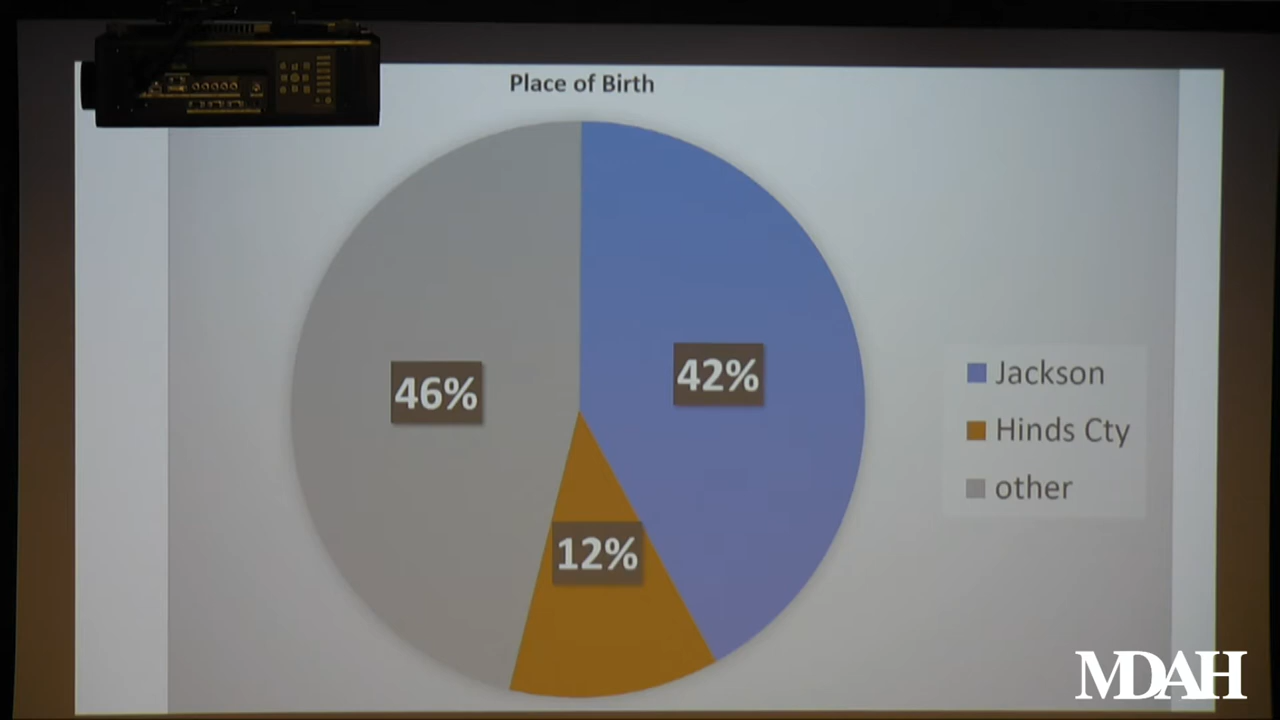 Place of Birth
46%
42%
12%
Jackson
Hinds Cty
other
MDAH